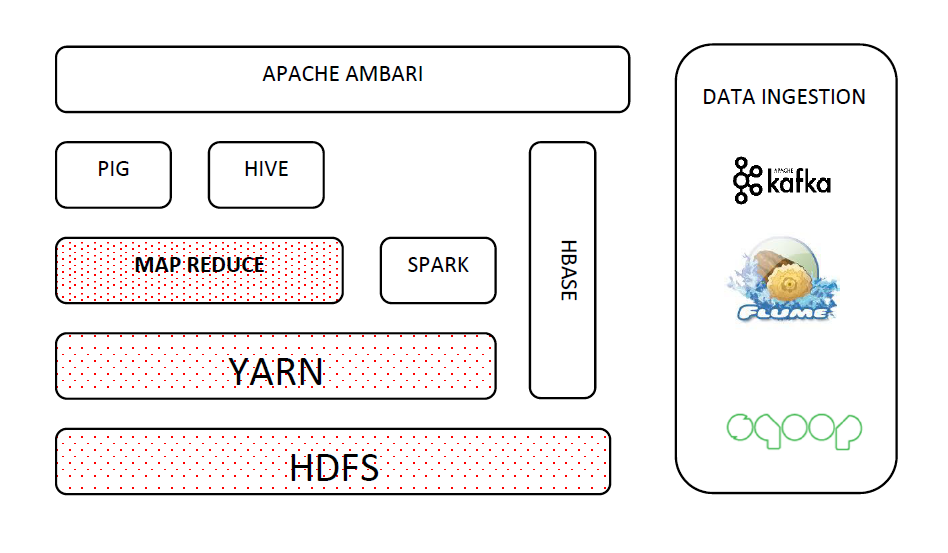 APACHE AMBARI
DATA INGESTION
PIG
HIVE
APACHE
kafka
MAP REDUCE
SPARK
HBASE
FLUME
YARN
sqoop
HDFS